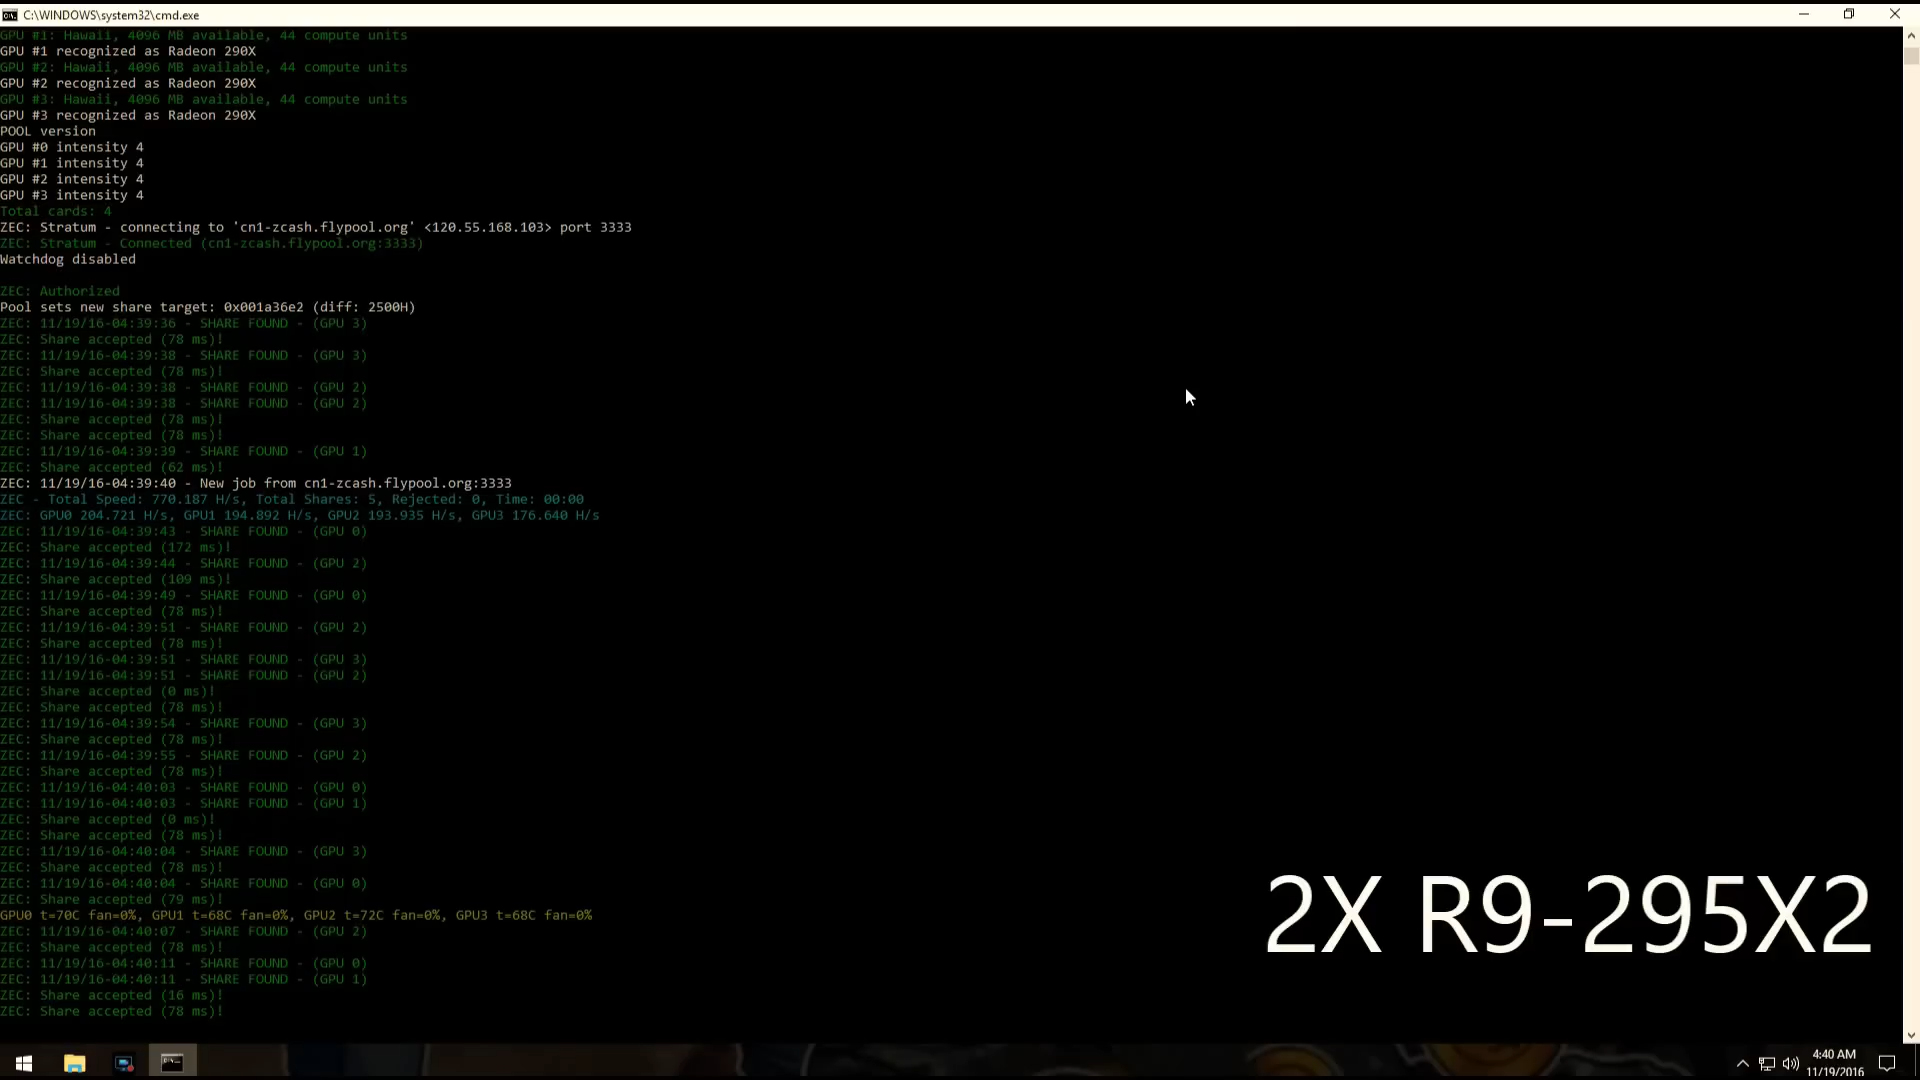 C:\WINDOWS\system32\cmd.exe
GPU #1: Hawaii, 4096 MB available, 44 compute units
GPU #1 recognized as Radeon 290X
GPU #2: Hawaii, 4096 MB available, 44 compute units
GPU #2 recognized as Radeon 290X
GPU #3: Hawaii, 4096 MB available, 44 compute units
GPU #3 recognized as Radeon 290X
POOL version
GPU #0 intensity 4
GPU #1 intensity 4
GPU #2 intensity 4
GPU #3 intensity 4
Total cards: 4
ZEC: Stratum - connecting to 'cn1-zcash.flypool.org' <120.55.168.103> port 3333
ZEC: Stratum - Connected (cn1-zcash.flypool.org:3333)
Watchdog disabled
ZEC: Authorized
Pool sets new share target: 0x001a36e2 (diff: 2500H)
ZEC: 11/19/16-04:39:36 - SHARE FOUND - (GPU 3)
ZEC: Share accepted (78 ms)!
ZEC: 11/19/16-04:39:38 - SHARE FOUND - (GPU 3)
ZEC: Share accepted (78 ms)!
ZEC: 11/19/16-04:39:38 - SHARE FOUND - (GPU 2)
ZEC: 11/19/16-04:39:38 - SHARE FOUND - (GPU 2)
ZEC: Share accepted (78 ms)!
ZEC: Share accepted (78 ms)!
ZEC: 11/19/16-04:39:39 - SHARE FOUND - (GPU 1)
ZEC: Share accepted (62 ms)!
ZEC: 11/19/16-04:39:40 - New job from cn1-zcash.flypool.org:3333
ZEC - Total Speed: 770.187 H/s, Total Shares: 5, Rejected: 0, Time: 00:00
ZEC: GPU0 204.721 H/s, GPU1 194.892 H/s, GPU2 193.935 H/s, GPU3 176.640 H/s
ZEC: 11/19/16-04:39:43 - SHARE FOUND - (GPU 0)
ZEC: Share accepted (172 ms)!
ZEC: 11/19/16-04:39:44 - SHARE FOUND - (GPU 2)
ZEC: Share accepted (109 ms)!
ZEC: 11/19/16-04:39:49 - SHARE FOUND - (GPU 0)
ZEC: Share accepted (78 ms)!
ZEC: 11/19/16-04:39:51 - SHARE FOUND - (GPU 2)
ZEC: Share accepted (78 ms)!
ZEC: 11/19/16-04:39:51 - SHARE FOUND - (GPU 3)
ZEC: 11/19/16-04:39:51 - SHARE FOUND - (GPU 2)
ZEC: Share accepted (0 ms)!
ZEC: Share accepted (78 ms)!
ZEC: 11/19/16-04:39:54 - SHARE FOUND - (GPU 3)
ZEC: Share accepted (78 ms)!
ZEC: 11/19/16-04:39:55 - SHARE FOUND - (GPU 2)
ZEC: Share accepted (78 ms)!
ZEC: 11/19/16-04:40:03 - SHARE FOUND - (GPU 0)
ZEC: 11/19/16-04:40:03 - SHARE FOUND - (GPU 1)
ZEC: Share accepted (0 ms)!
ZEC: Share accepted (78 ms)!
ZEC: 11/19/16-04:40:04 - SHARE FOUND - (GPU 3)
ZEC: Share accepted (78 ms)!
ZEC: 11/19/16-04:40:04 - SHARE FOUND - (GPU 0)
ZEC: Share accepted (79 ms)!
GPU0 t=70C fan=0%, GPU1 t=68C fan=0%, GPU2 t=72C fan=0%, GPU3 t=68C fan=0%
ZEC: 11/19/16-04:40:07 - SHARE FOUND - (GPU 2)
ZEC: Share accepted (78 ms)!
ZEC: 11/19/16-04:40:11 - SHARE FOUND - (GPU 0)
ZEC: 11/19/16-04:40:11 - SHARE FOUND - (GPU 1)
ZEC: Share accepted (16 ms)!
ZEC: Share accepted (78 ms)!
2X R9-295X2
4:40 AM
11/19/2016